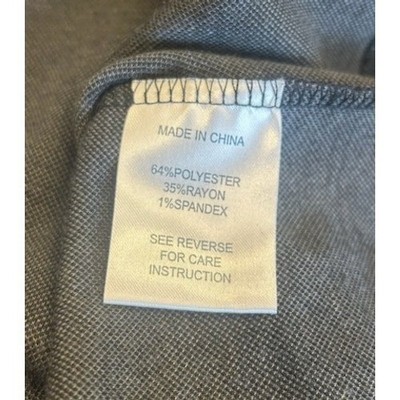 MADE IN CHINA
64%POLYESTER
35%RAYON
1%SPANDEX
SEE REVERSE
FOR CARE
INSTRUCTION